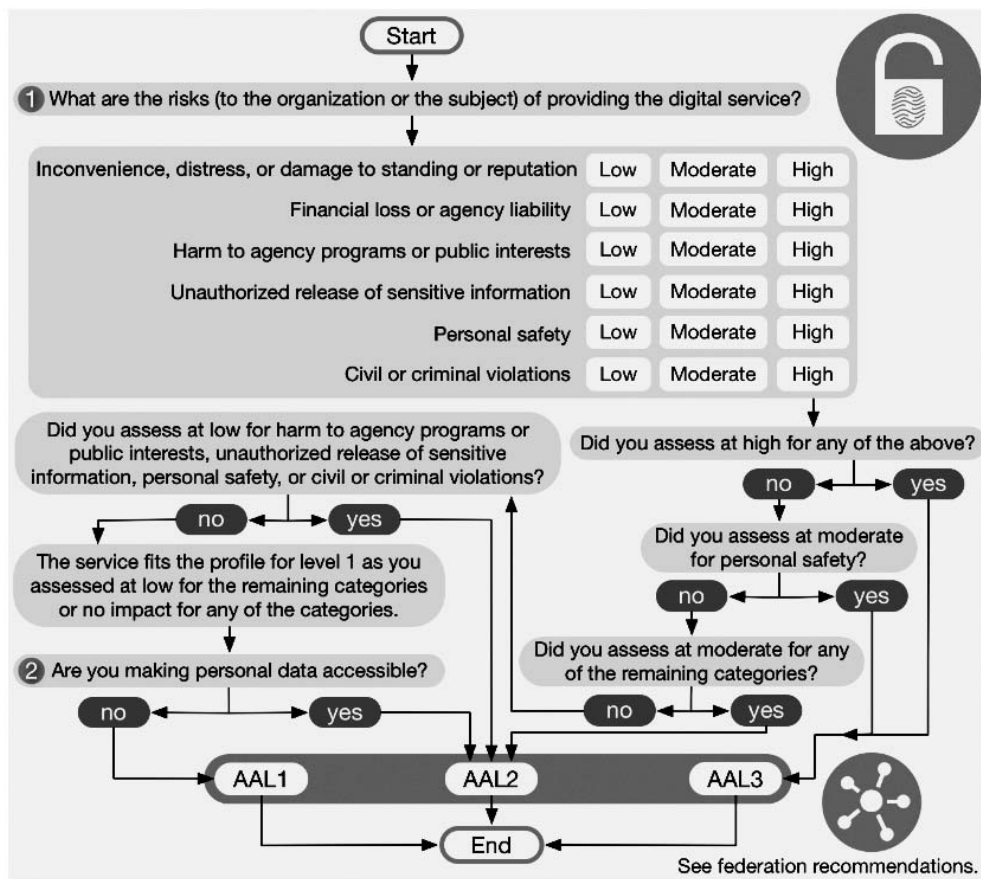 Start
1 What are the risks (to the organization or the subject) of providing the digital service?
Inconvenience, distress, or damage to standing or reputation Low Moderate High
Financial loss or agency liability Low Moderate High
Harm to agency programs or public interests Low Moderate High
Unauthorized release of sensitive information Low Moderate High
Personal safety Low Moderate High
Civil or criminal violations Low Moderate High
Did you assess at high for any of the above?
no yes
Did you assess at moderate
for personal safety?
no yes
Did you assess at moderate for any
of the remaining categories?
no yes
Did you assess at low for harm to agency programs or
public interests, unauthorized release of sensitive
information, personal safety, or civil or criminal violations?
no yes
The service fits the profile for level 1 as you
assessed at low for the remaining categories
or no impact for any of the categories.
2 Are you making personal data accessible?
no yes
AAL1 AAL2 AAL3
End
See federation recommendations.